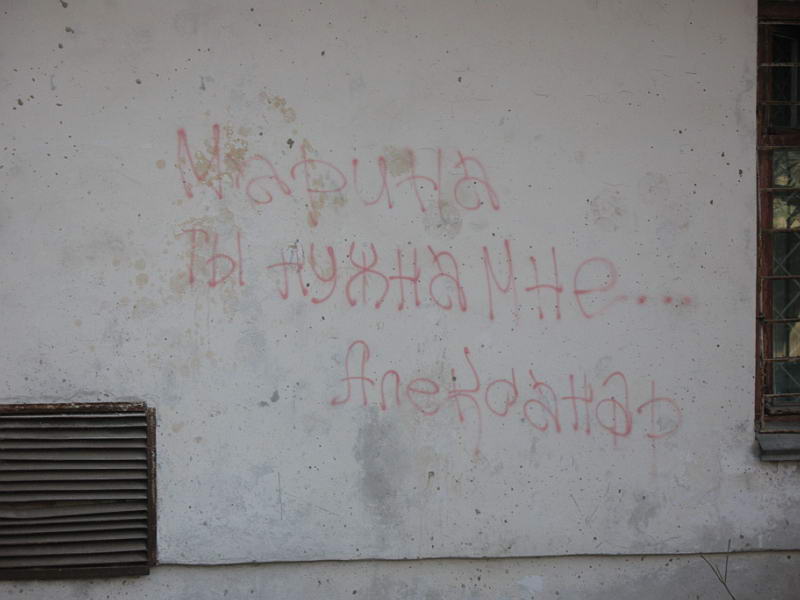 Марина
ты нужна мне...
Александр